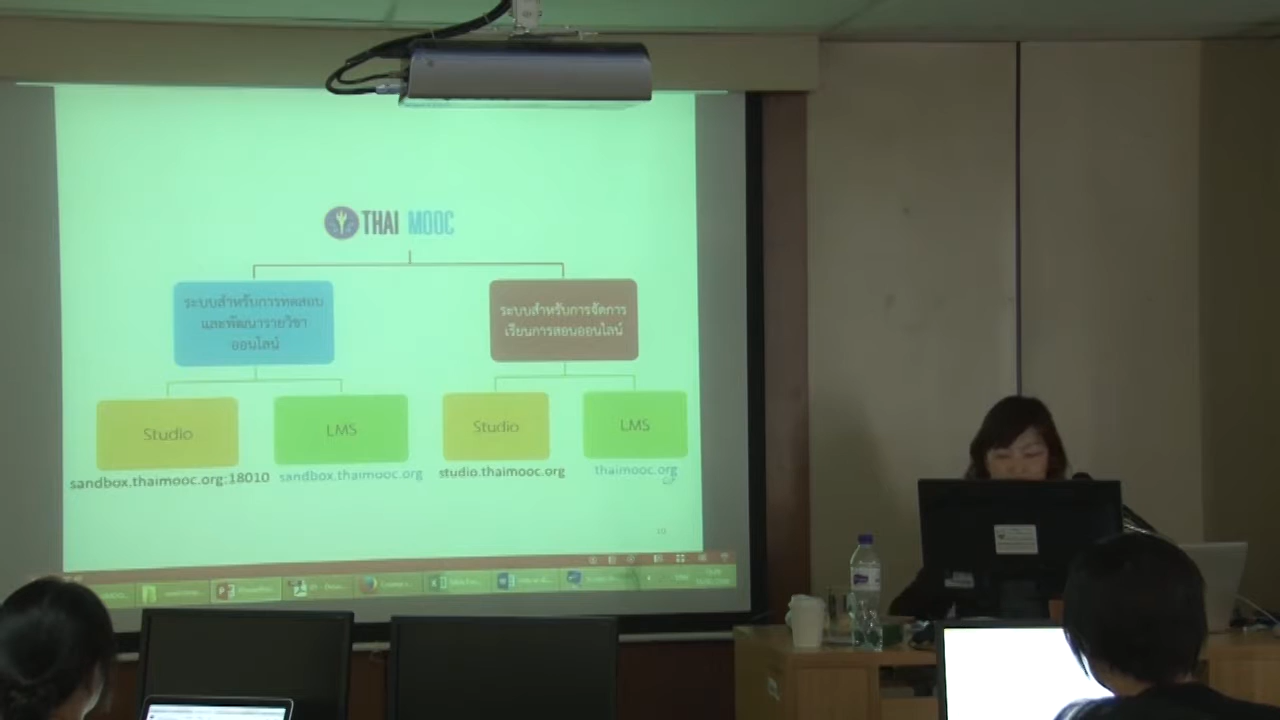 THAI MOOC
ระบบสำหรับการทดสอบ
และพัฒนารายวิชา
ออนไลน์
ระบบสำหรับการจัดการ
เรียนการสอนออนไลน์
Studio
LMS
Studio
LMS
sandbox.thaimooc.org:18010
sandbox.thaimooc.org
studio.thaimooc.org
thaimooc.org
10